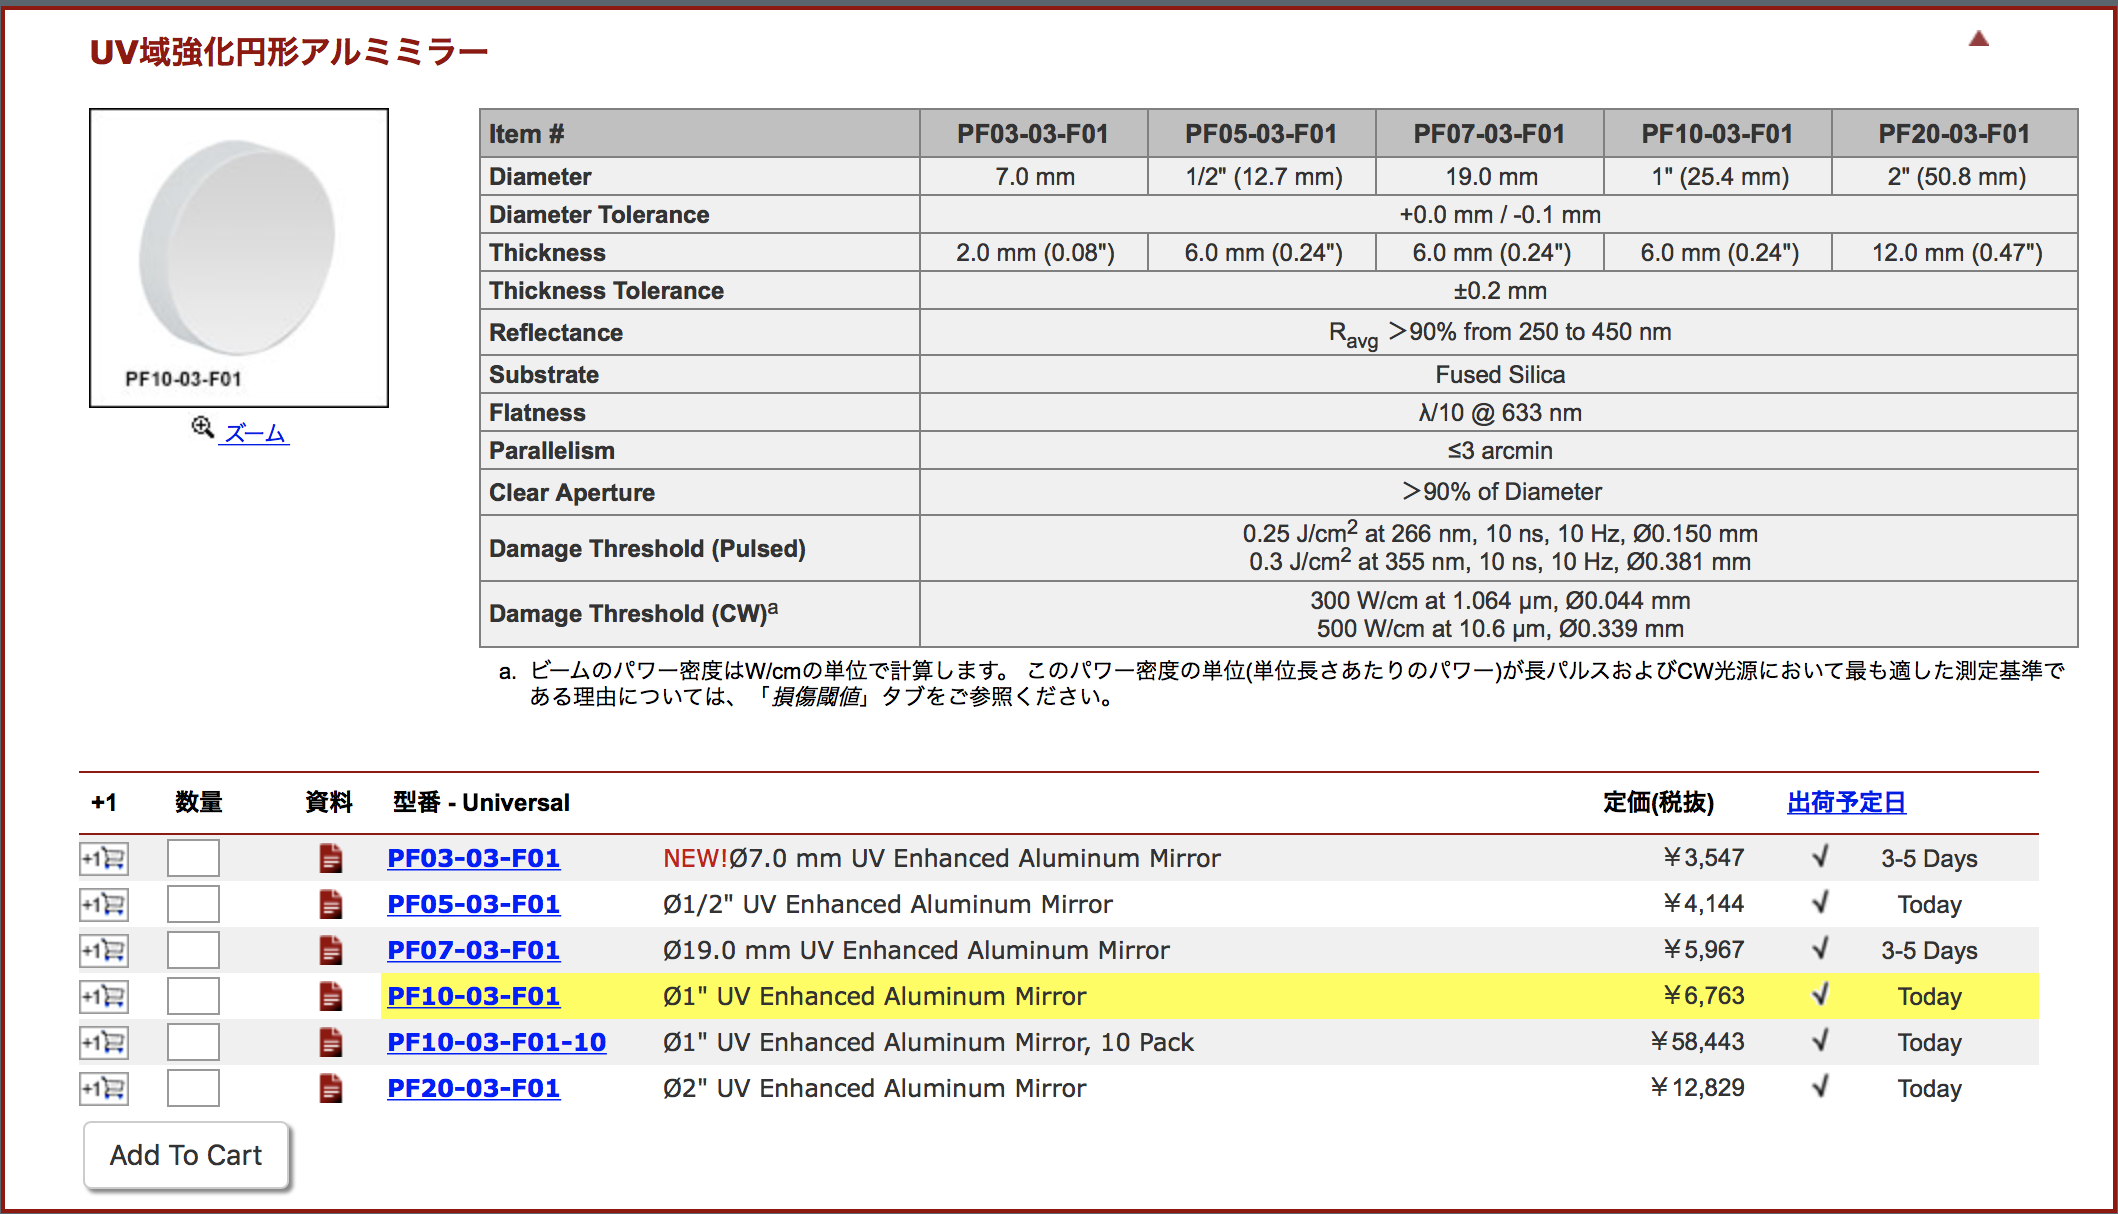 UV域強化円形アルミミラー
PF10-03-F01
ズーム
Item # PF03-03-F01 PF05-03-F01 PF07-03-F01 PF10-03-F01 PF20-03-F01
Diameter 7.0 mm 1/2" (12.7 mm) 19.0 mm 1" (25.4 mm) 2" (50.8 mm)
Diameter Tolerance +0.0 mm / -0.1 mm
Thickness 2.0 mm (0.08") 6.0 mm (0.24") 6.0 mm (0.24") 6.0 mm (0.24") 12.0 mm (0.47")
Thickness Tolerance ±0.2 mm
Reflectance Ravg >90% from 250 to 450 nm
Substrate Fused Silica
Flatness λ/10 @ 633 nm
Parallelism ≤3 arcmin
Clear Aperture >90% of Diameter
Damage Threshold (Pulsed) 0.25 J/cm2 at 266 nm, 10 ns, 10 Hz, Ø0.150 mm
0.3 J/cm2 at 355 nm, 10 ns, 10 Hz, Ø0.381 mm
Damage Threshold (CW)a 300 W/cm at 1.064 µm, Ø0.044 mm
500 W/cm at 10.6 µm, Ø0.339 mm
a. ビームのパワー密度はW/cmの単位で計算します。 このパワー密度の単位(単位長さあたりのパワー)が長パルスおよびCW光源において最も適した測定基準で
ある理由については、「損傷閾値」タブをご参照ください。
+1 数量 資料 型番 - Universal 定価(税抜) 出荷予定日
+1 PF03-03-F01 NEW!Ø7.0 mm UV Enhanced Aluminum Mirror ¥3,547 √ 3-5 Days
+1 PF05-03-F01 Ø1/2" UV Enhanced Aluminum Mirror ¥4,144 √ Today
+1 PF07-03-F01 Ø19.0 mm UV Enhanced Aluminum Mirror ¥5,967 √ 3-5 Days
+1 PF10-03-F01 Ø1" UV Enhanced Aluminum Mirror ¥6,763 √ Today
+1 PF10-03-F01-10 Ø1" UV Enhanced Aluminum Mirror, 10 Pack ¥58,443 √ Today
+1 PF20-03-F01 Ø2" UV Enhanced Aluminum Mirror ¥12,829 √ Today
Add To Cart